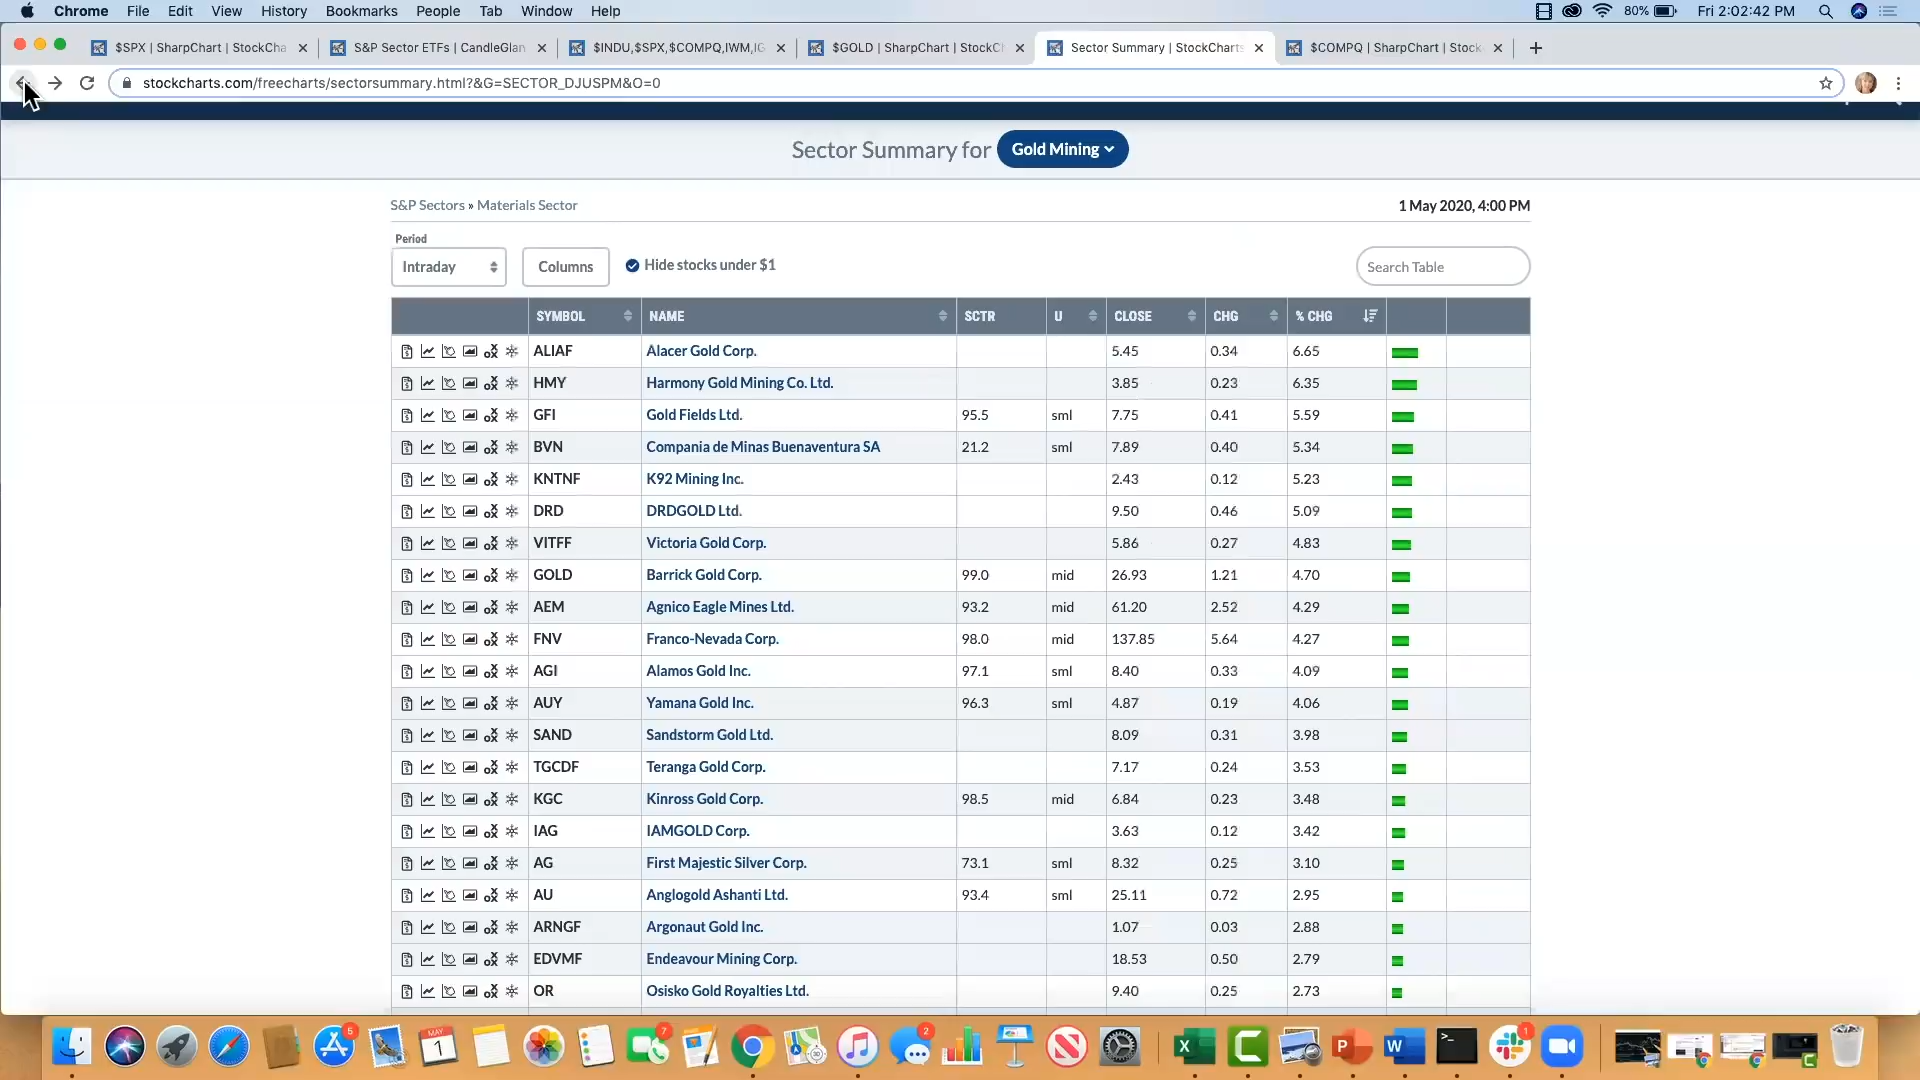 Chrome File Edit View History Bookmarks People Tab Window Help 80% Fri 2:02:42 PM
$SPX | SharpChart | StockCha S&P Sector ETFs | CandleGlan $INDU,$SPX,$COMPQ,IWM,IG $GOLD | SharpChart | StockCh Sector Summary | StockCharts $COMPQ | SharpChart | Stock
stockcharts.com/freecharts/sectorsummary.html?&G=SECTOR_DJUSPM&O=0
Sector Summary for Gold Mining
S&P Sectors » Materials Sector 1 May 2020, 4:00 PM
Period
Intraday Columns Hide stocks under $1 Search Table
SYMBOL NAME SCTR U CLOSE CHG % CHG
ALIAF Alacer Gold Corp. 5.45 0.34 6.65
HMY Harmony Gold Mining Co. Ltd. 3.85 0.23 6.35
GFI Gold Fields Ltd. 95.5 sml 7.75 0.41 5.59
BVN Compania de Minas Buenaventura SA 21.2 sml 7.89 0.40 5.34
KNTNF K92 Mining Inc. 2.43 0.12 5.23
DRD DRDGOLD Ltd. 9.50 0.46 5.09
VITFF Victoria Gold Corp. 5.86 0.27 4.83
GOLD Barrick Gold Corp. 99.0 mid 26.93 1.21 4.70
AEM Agnico Eagle Mines Ltd. 93.2 mid 61.20 2.52 4.29
FNV Franco-Nevada Corp. 98.0 mid 137.85 5.64 4.27
AGI Alamos Gold Inc. 97.1 sml 8.40 0.33 4.09
AUY Yamana Gold Inc. 96.3 sml 4.87 0.19 4.06
SAND Sandstorm Gold Ltd. 8.09 0.31 3.98
TGCDF Teranga Gold Corp. 7.17 0.24 3.53
KGC Kinross Gold Corp. 98.5 mid 6.84 0.23 3.48
IAG IAMGOLD Corp. 3.63 0.12 3.42
AG First Majestic Silver Corp. 73.1 sml 8.32 0.25 3.10
AU Anglogold Ashanti Ltd. 93.4 sml 25.11 0.72 2.95
ARNGF Argonaut Gold Inc. 1.07 0.03 2.88
EDVMF Endeavour Mining Corp. 18.53 0.50 2.79
OR Osisko Gold Royalties Ltd. 9.40 0.25 2.73
5 MAY 1 7 2 X P W >_ 1